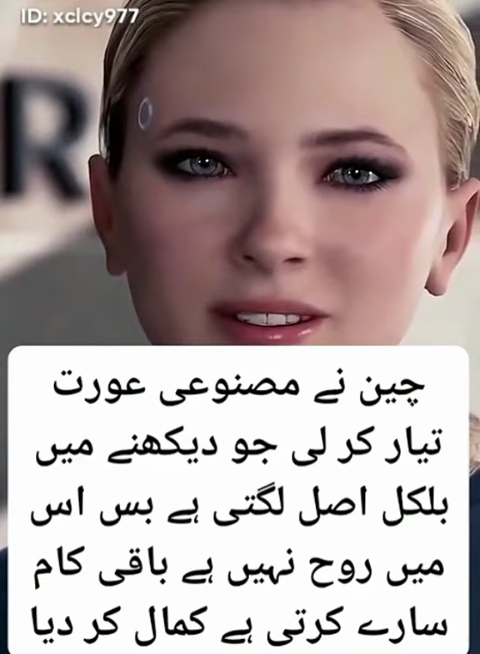 ID: xclcy977
R
چین نے مصنوعی عورت
تیار کر لی جو دیکھنے میں
بلکل اصل لگتی ہے بس اس
میں روح نہیں ہے باقی کام
سارے کرتی ہے کمال کر دیا